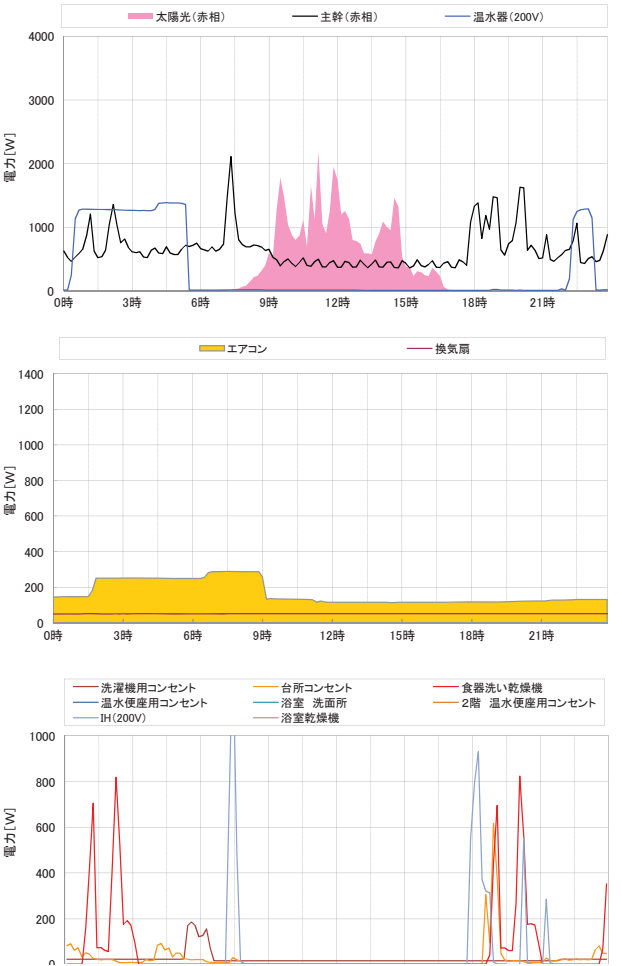 太陽光(赤相) 主幹(赤相) 温水器(200V)
電力[W]
4000
3000
2000
1000
0
0時 3時 6時 9時 12時 15時 18時 21時
エアコン 換気扇
電力[W]
1400
1200
1000
800
600
400
200
0
0時 3時 6時 9時 12時 15時 18時 21時
洗濯機用コンセント 台所コンセント 食器洗い乾燥機
温水便座用コンセント 浴室 洗面所 2階 温水便座用コンセント
IH(200V) 浴室乾燥機
電力[W]
1000
800
600
400
200
0